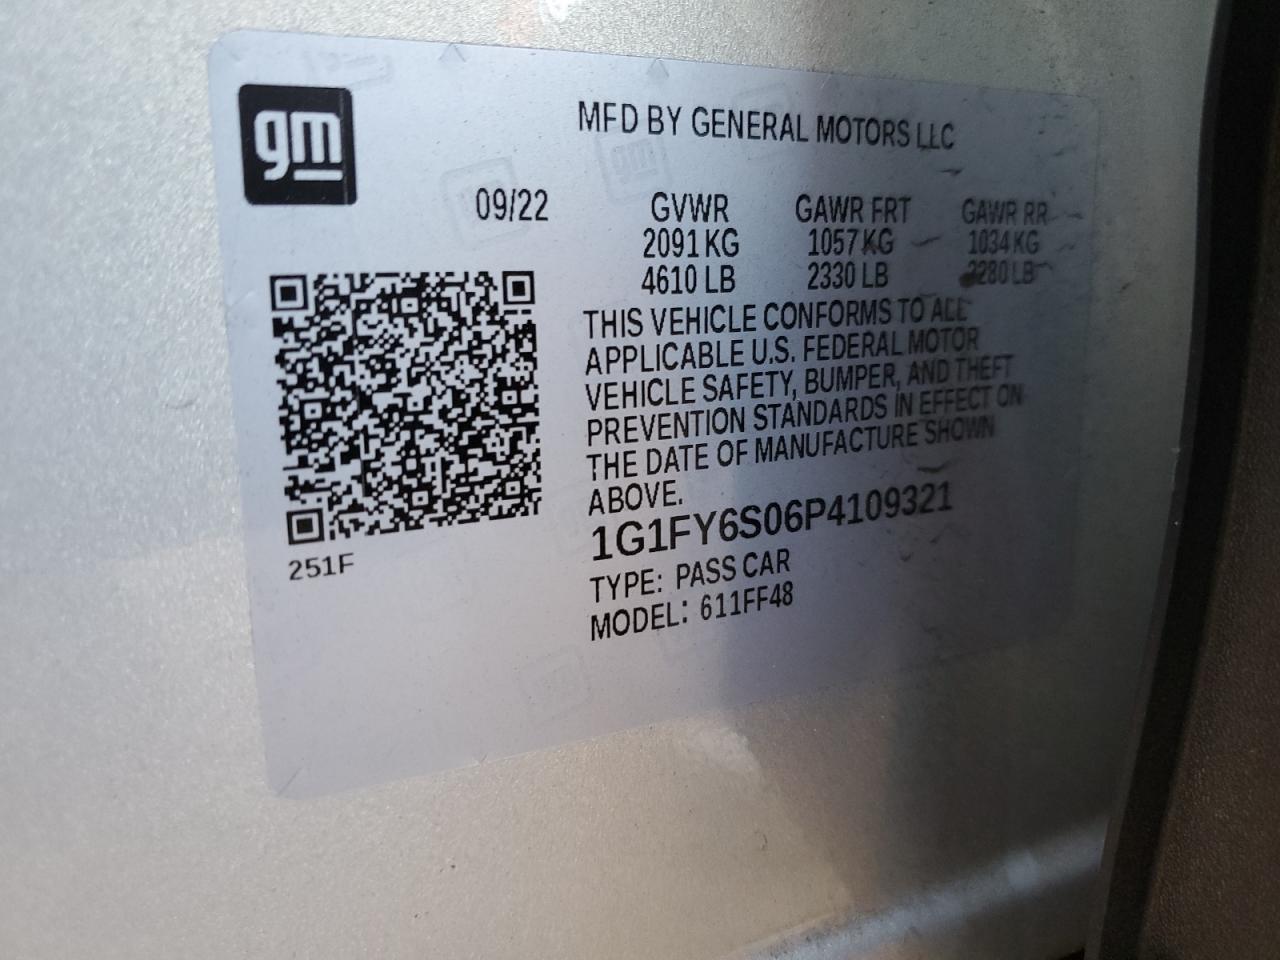 gm
MFD BY GENERAL MOTORS LLC
09/22
GVWR GAWR FRT GAWR RR
2091 KG 1057 KG 1034 KG
4610 LB 2330 LB 2280 LB
THIS VEHICLE CONFORMS TO ALL
APPLICABLE U.S. FEDERAL MOTOR
VEHICLE SAFETY, BUMPER, AND THEFT
PREVENTION STANDARDS IN EFFECT ON
THE DATE OF MANUFACTURE SHOWN
ABOVE.
1G1FY6S06P4109321
TYPE: PASS CAR
MODEL: 611FF48
251F